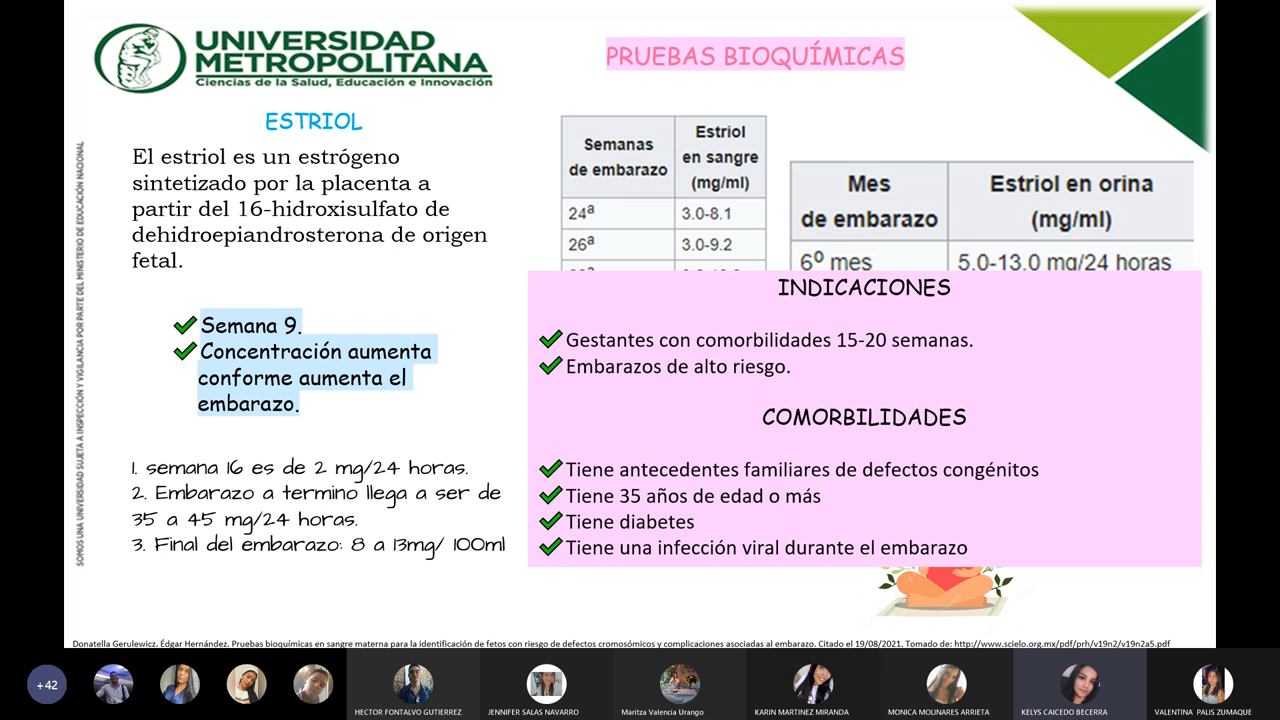 UNIVERSIDAD
METROPOLITANA
Ciencias de la Salud, Educación e Innovación
PRUEBAS BIOQUÍMICAS
SOMOS UNA UNIVERSIDAD SUJETA A INSPECCIÓN Y VIGILANCIA POR PARTE DEL MINISTERIO DE EDUCACIÓN NACIONAL
ESTRIOL
El estriol es un estrógeno
sintetizado por la placenta a
partir del 16-hidroxisulfato de
dehidroepiandrosterona de origen
fetal.
Semana 9.
Concentración aumenta
conforme aumenta el
embarazo.
1. semana 16 es de 2 mg/24 horas.
2. Embarazo a termino llega a ser de
35 a 45 mg/24 horas.
3. Final del embarazo: 8 a 13mg/ 100ml
Semanas
de embarazo
Estriol
en sangre
(mg/ml)
24ª 3.0-8.1
26ª 3.0-9.2
Mes
de embarazo
Estriol en orina
(mg/ml)
6º mes 5.0-13.0 mg/24 horas
INDICACIONES
Gestantes con comorbilidades 15-20 semanas.
Embarazos de alto riesgo.
COMORBILIDADES
Tiene antecedentes familiares de defectos congénitos
Tiene 35 años de edad o más
Tiene diabetes
Tiene una infección viral durante el embarazo
Donatella Gerulewicz. Édgar Hernández. Pruebas bioquímicas en sangre materna para la identificación de fetos con riesgo de defectos cromosómicos y complicaciones asociadas al embarazo. Citado el 19/08/2021. Tomado de: http://www.scielo.org.mx/pdf/prh/v19n2/v19n2a5.pdf
+42
HECTOR FONTALVO GUTIERREZ
JENNIFER SALAS NAVARRO
Maritza Valencia Urango
KARIN MARTINEZ MIRANDA
MONICA MOLINARES ARRIETA
KELYS CAICEDO BECERRA
VALENTINA PALIS ZUMAQUE